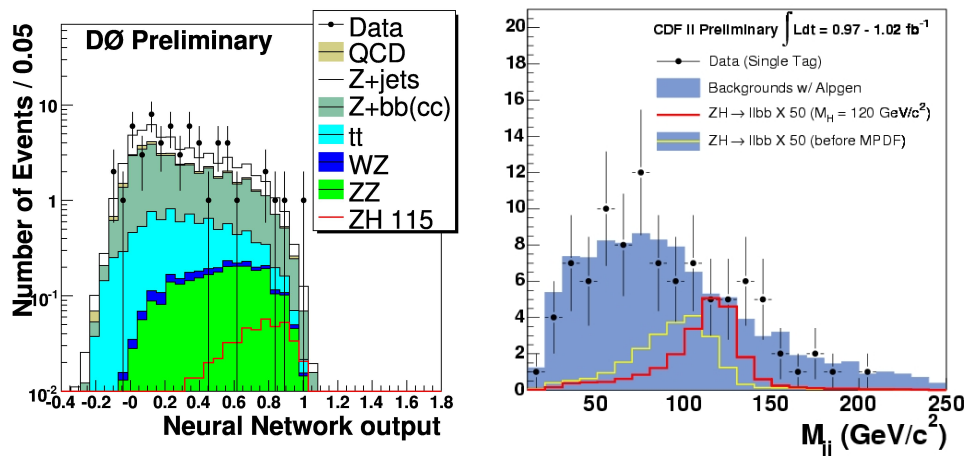 DØ Preliminary
Data
QCD
Z+jets
Z+bb(cc)
tt
WZ
ZZ
ZH 115
Number of Events / 0.05
10
1
10^-1
10^-2
-0.4 -0.2 -0 0.2 0.4 0.6 0.8 1 1.2 1.4 1.6 1.8
Neural Network output
CDF II Preliminary ∫ Ldt = 0.97 - 1.02 fb^-1
Data (Single Tag)
Backgrounds w/ Alpgen
ZH → llbb X 50 (M_H = 120 GeV/c^2)
ZH → llbb X 50 (before MPDF)
20
18
16
14
12
10
8
6
4
2
0
50 100 150 200 250
M_jj (GeV/c^2)